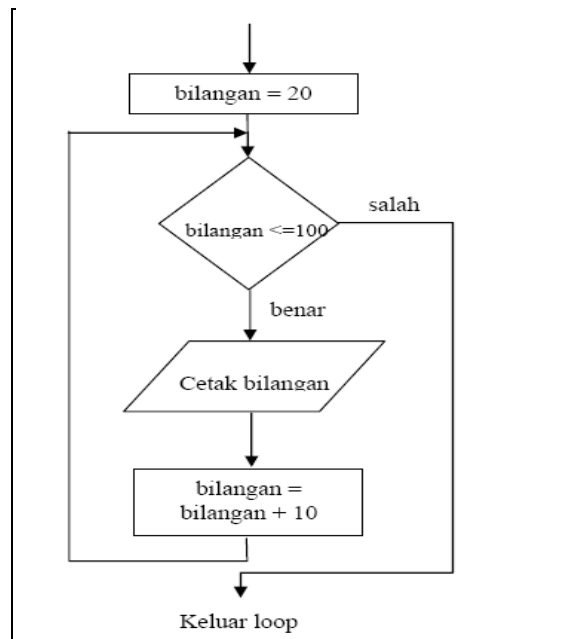 bilangan = 20
bilangan <=100
salah
benar
Cetak bilangan
bilangan =
bilangan + 10
Keluar loop